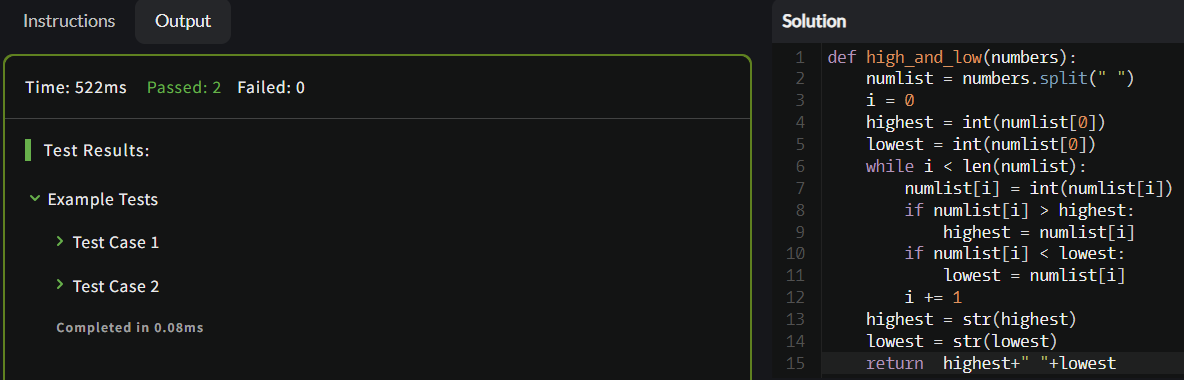 Instructions Output
Time: 522ms Passed: 2 Failed: 0
Test Results:
Example Tests
Test Case 1
Test Case 2
Completed in 0.08ms
Solution
1 def high_and_low(numbers):
2     numlist = numbers.split(" ")
3     i = 0
4     highest = int(numlist[0])
5     lowest = int(numlist[0])
6     while i < len(numlist):
7         numlist[i] = int(numlist[i])
8         if numlist[i] > highest:
9             highest = numlist[i]
10         if numlist[i] < lowest:
11             lowest = numlist[i]
12         i += 1
13     highest = str(highest)
14     lowest = str(lowest)
15     return  highest+" "+lowest